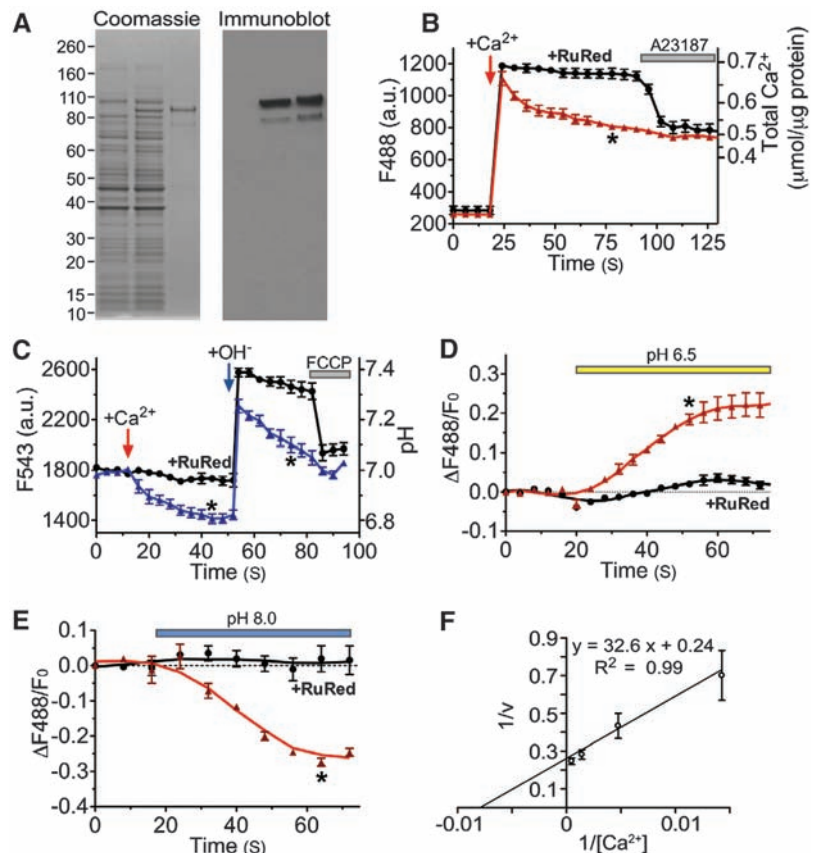 A
Coomassie Immunoblot
260
160
110
80
60
50
40
30
20
15
10
B
+Ca²⁺
+RuRed
A23187
F488 (a.u.)
1200
1000
800
600
400
200
0.7
0.6
0.5
0.4
Total Ca²⁺
(μmol/μg protein)
0 25 50 75 100 125
Time (S)
*
C
+Ca²⁺
+OH⁻
FCCP
+RuRed
F543 (a.u.)
2600
2200
1800
1400
7.4
7.2
7.0
6.8
pH
0 20 40 60 80 100
Time (S)
* *
D
pH 6.5
ΔF488/F₀
0.3
0.2
0.1
0.0
-0.1
*
+RuRed
0 20 40 60
Time (S)
E
pH 8.0
ΔF488/F₀
0.1
0.0
-0.1
-0.2
-0.3
-0.4
+RuRed
*
0 20 40 60
Time (S)
F
y = 32.6 x + 0.24
R² = 0.99
1/v
0.9
0.7
0.5
0.3
0.1
-0.01 0 0.01
1/[Ca²⁺]